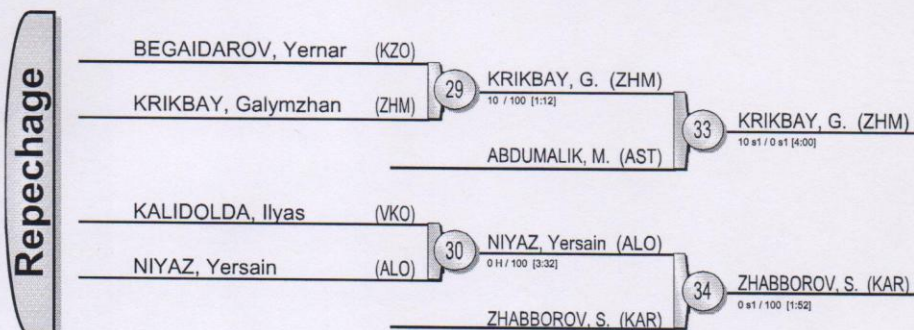 Repechage
BEGAIDAROV, Yernar (KZO)
KRIKBAY, Galymzhan (ZHM)
29
KRIKBAY, G. (ZHM)
10 / 100 [1:12]
ABDUMALIK, M. (AST)
33
KRIKBAY, G. (ZHM)
10 s1 / 0 s1 [4:00]
KALIDOLDA, Ilyas (VKO)
NIYAZ, Yersain (ALO)
30
NIYAZ, Yersain (ALO)
0 H / 100 [3:32]
ZHABBOROV, S. (KAR)
34
ZHABBOROV, S. (KAR)
0 s1 / 100 [1:52]